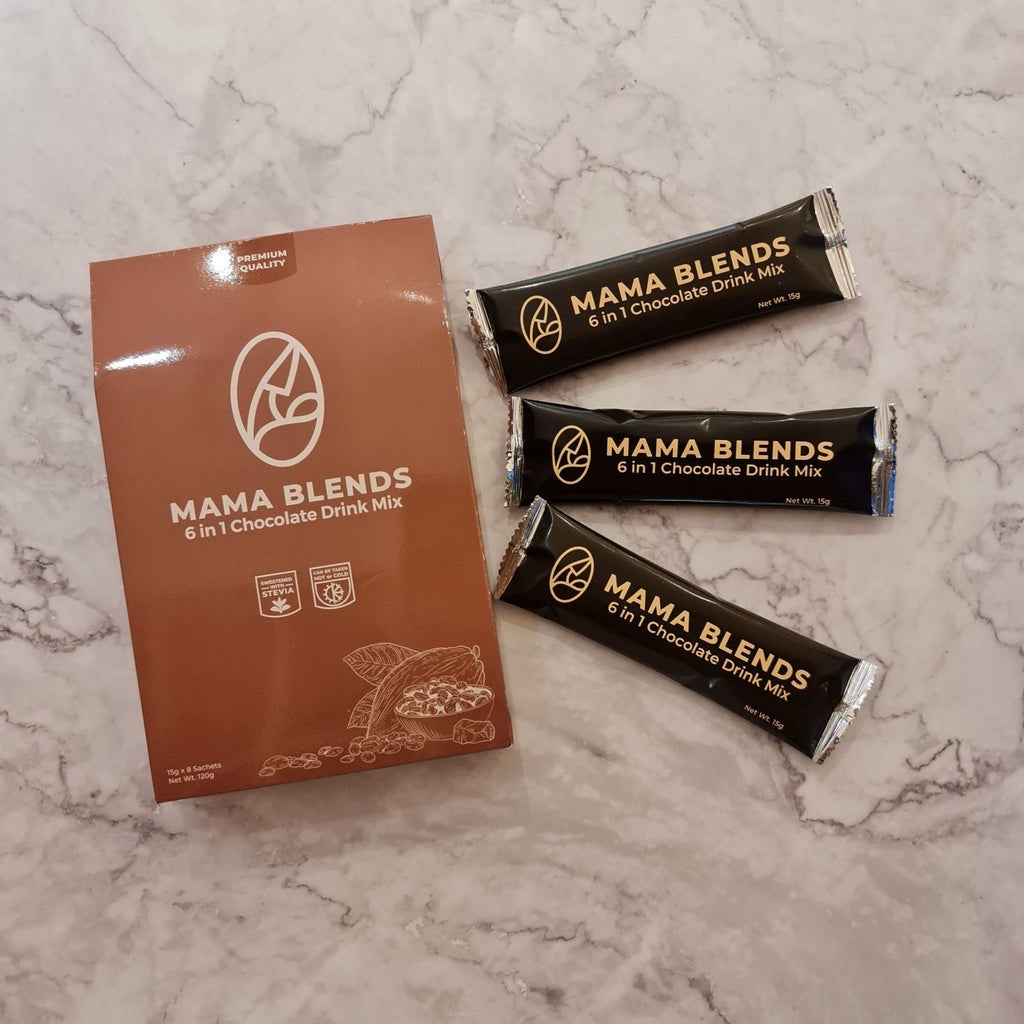 PREMIUM
QUALITY
MAMA BLENDS
6 in 1 Chocolate Drink Mix
SWEETENED
WITH
STEVIA
CAN BE TAKEN
HOT or COLD
15g x 8 Sachets
Net Wt. 120g
MAMA BLENDS
6 in 1 Chocolate Drink Mix
Net Wt. 15g
MAMA BLENDS
6 in 1 Chocolate Drink Mix
Net Wt. 15g
MAMA BLENDS
6 in 1 Chocolate Drink Mix
Net Wt. 15g